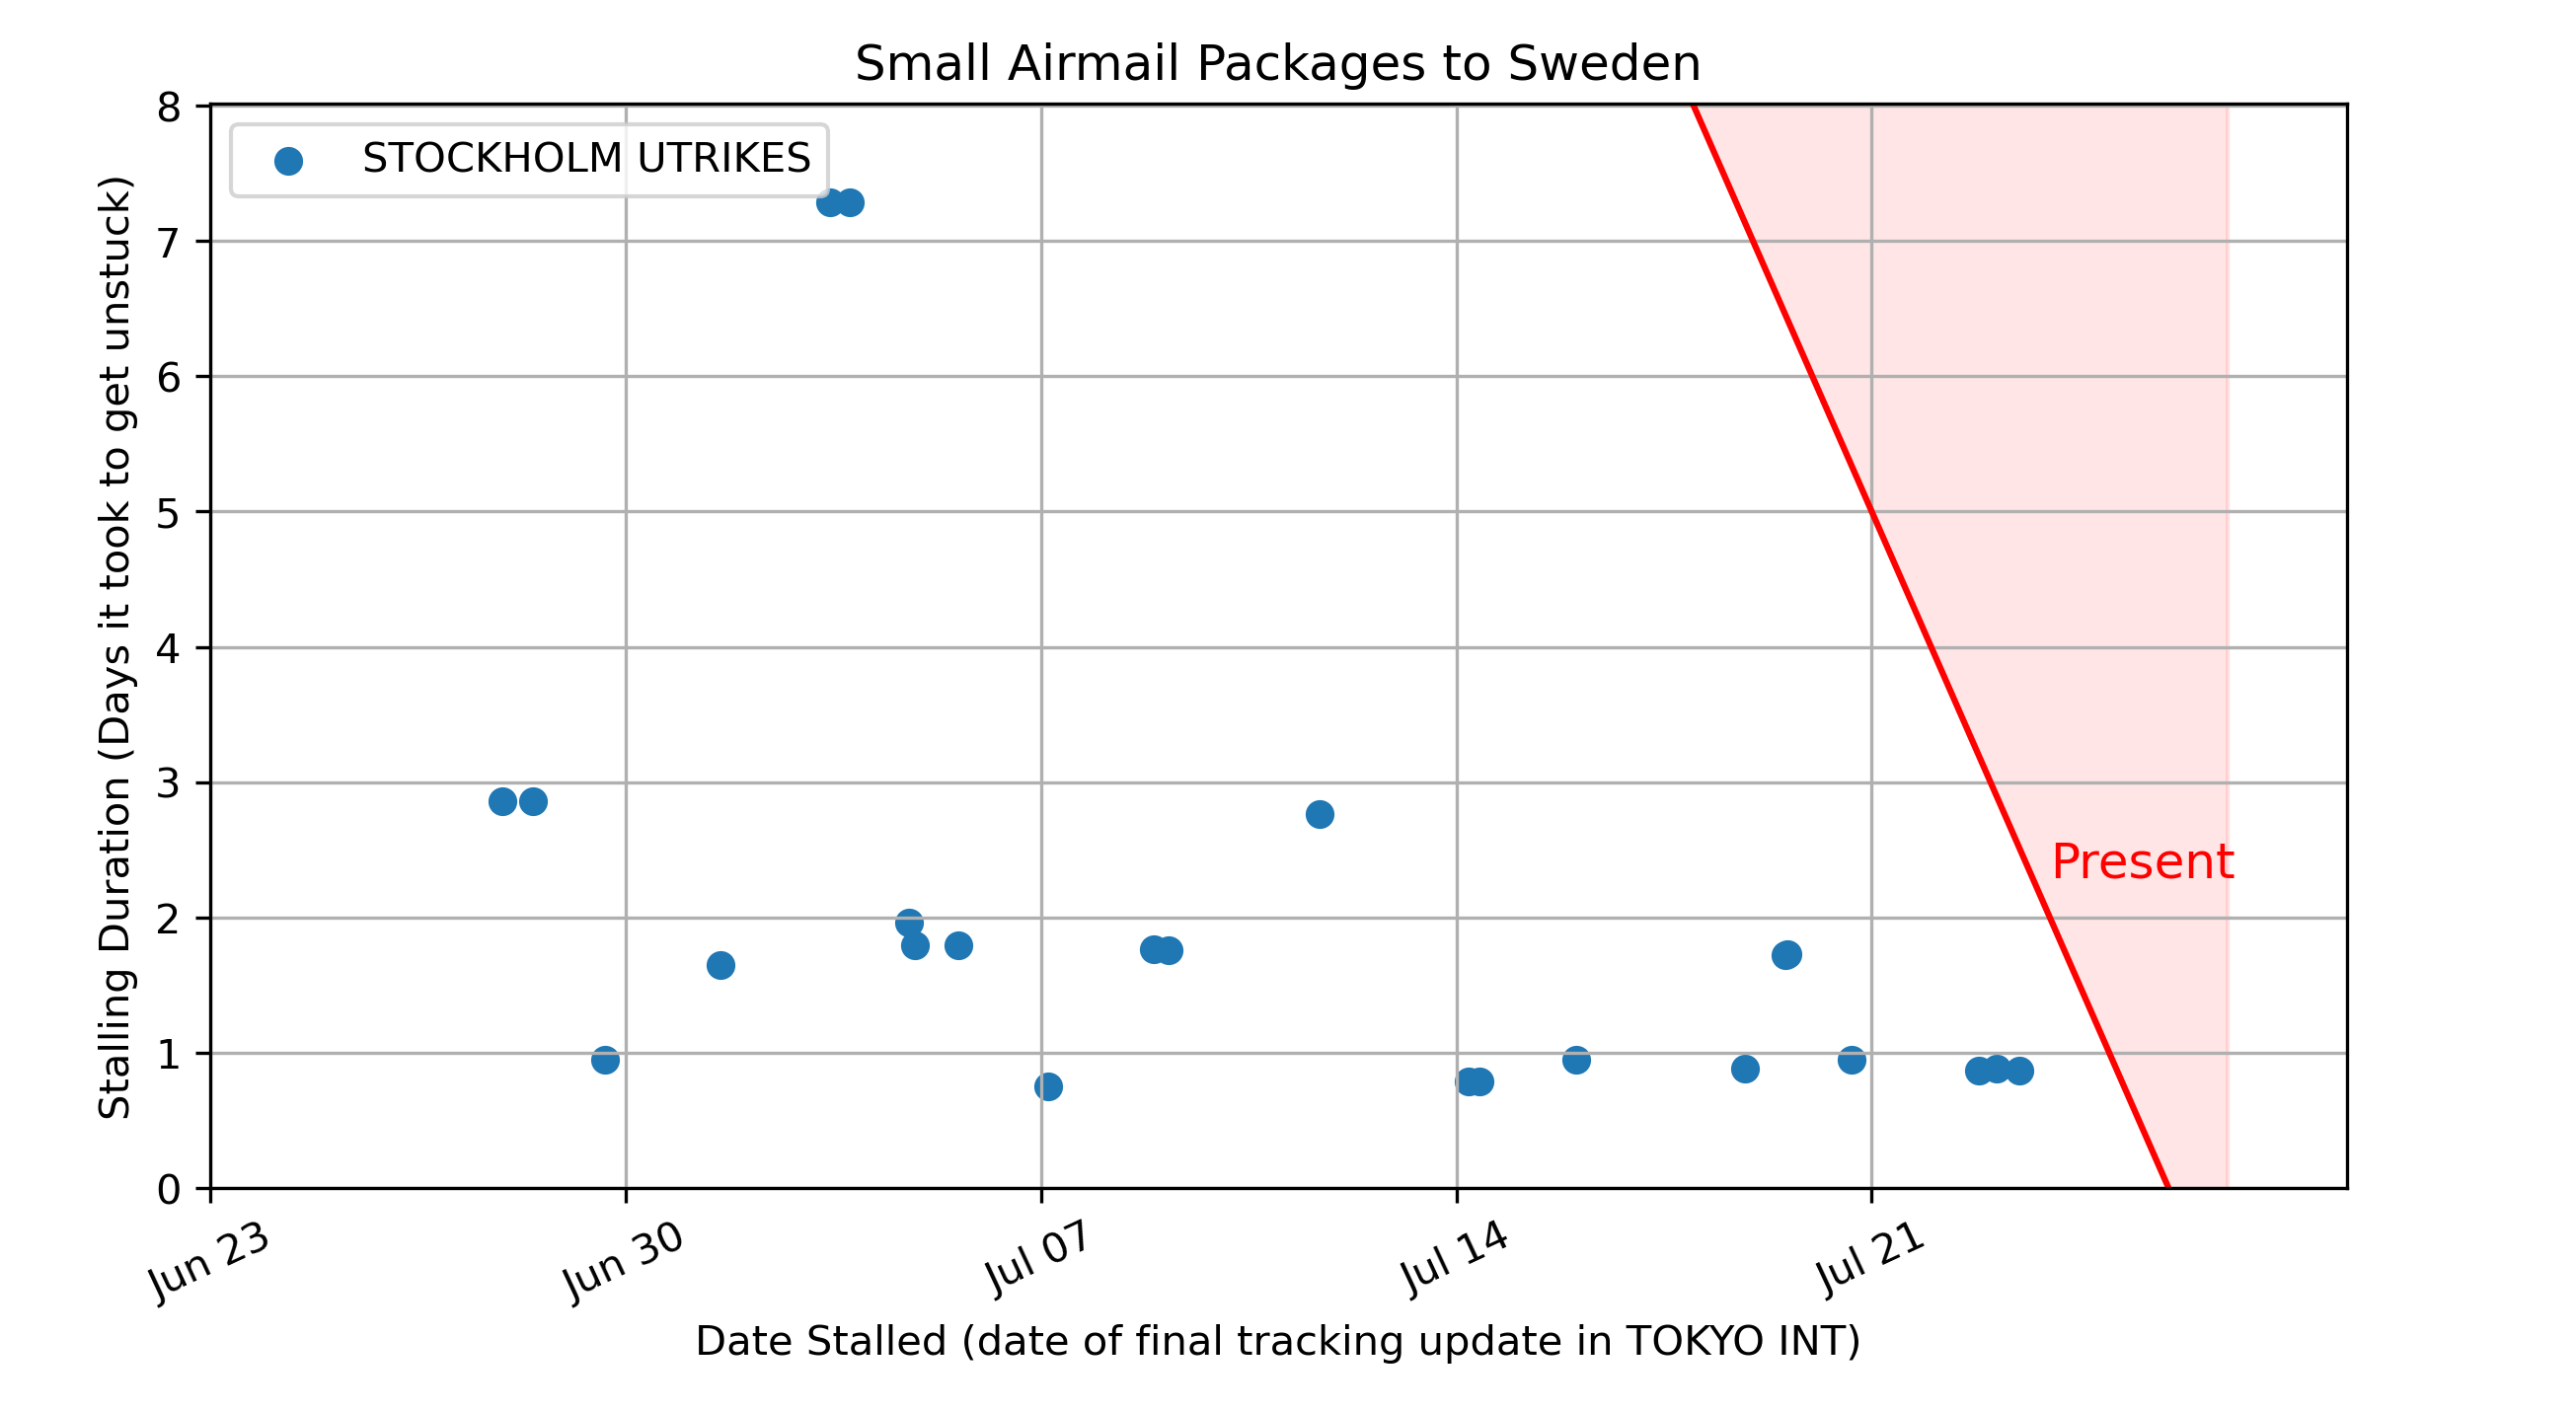 Small Airmail Packages to Sweden
STOCKHOLM UTRIKES
Stalling Duration (Days it took to get unstuck)
8
7
6
5
4
3
2
1
0
Present
Jun 23
Jun 30
Jul 07
Jul 14
Jul 21
Date Stalled (date of final tracking update in TOKYO INT)